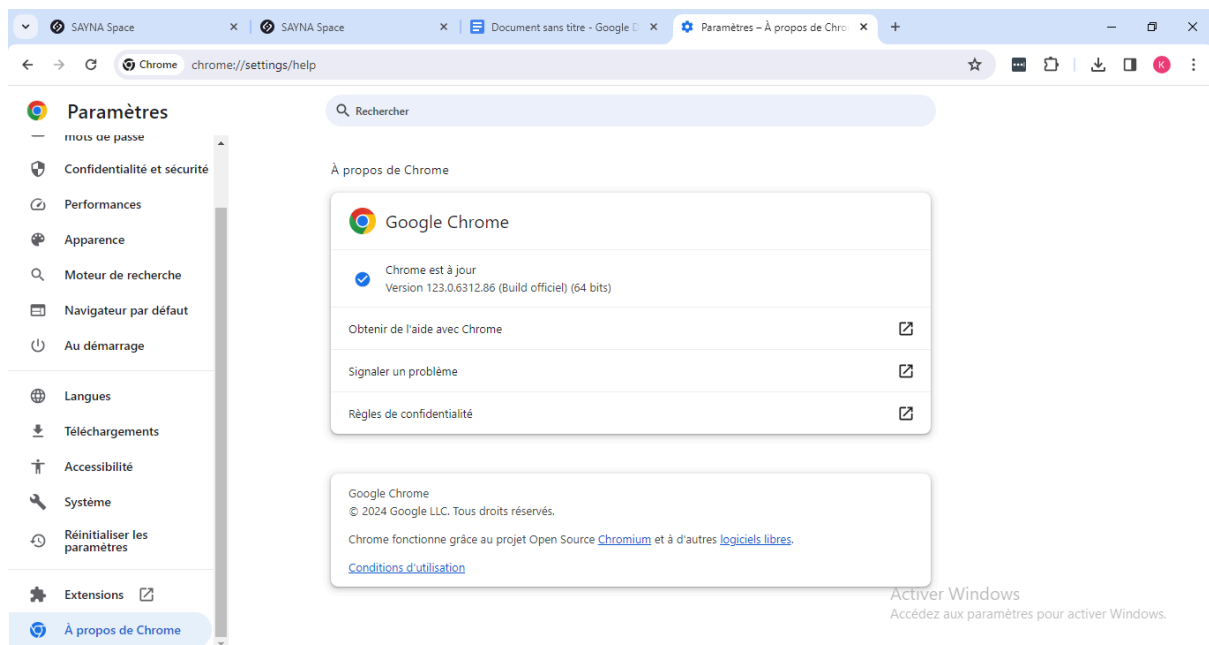 SAYNA Space
SAYNA Space
Document sans titre - Google D
Paramètres – À propos de Chro
Chrome
chrome://settings/help
K
Paramètres
Rechercher
mots de passe
Confidentialité et sécurité
Performances
Apparence
Moteur de recherche
Navigateur par défaut
Au démarrage
Langues
Téléchargements
Accessibilité
Système
Réinitialiser les
paramètres
Extensions
À propos de Chrome
À propos de Chrome
Google Chrome
Chrome est à jour
Version 123.0.6312.86 (Build officiel) (64 bits)
Obtenir de l'aide avec Chrome
Signaler un problème
Règles de confidentialité
Google Chrome
© 2024 Google LLC. Tous droits réservés.
Chrome fonctionne grâce au projet Open Source Chromium et à d'autres logiciels libres.
Conditions d'utilisation
Activer Windows
Accédez aux paramètres pour activer Windows.